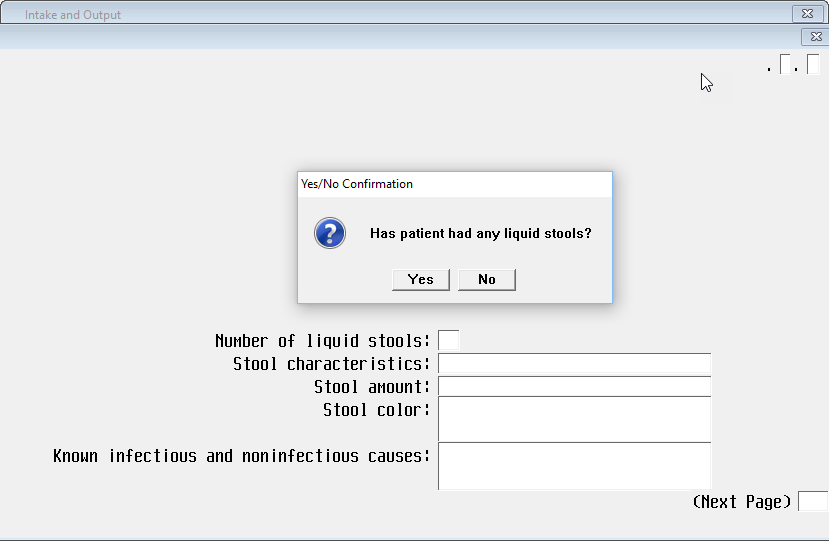 Intake and Output
. .
Yes/No Confirmation
Has patient had any liquid stools?
Yes No
Number of liquid stools:
Stool characteristics:
Stool amount:
Stool color:
Known infectious and noninfectious causes:
(Next Page)